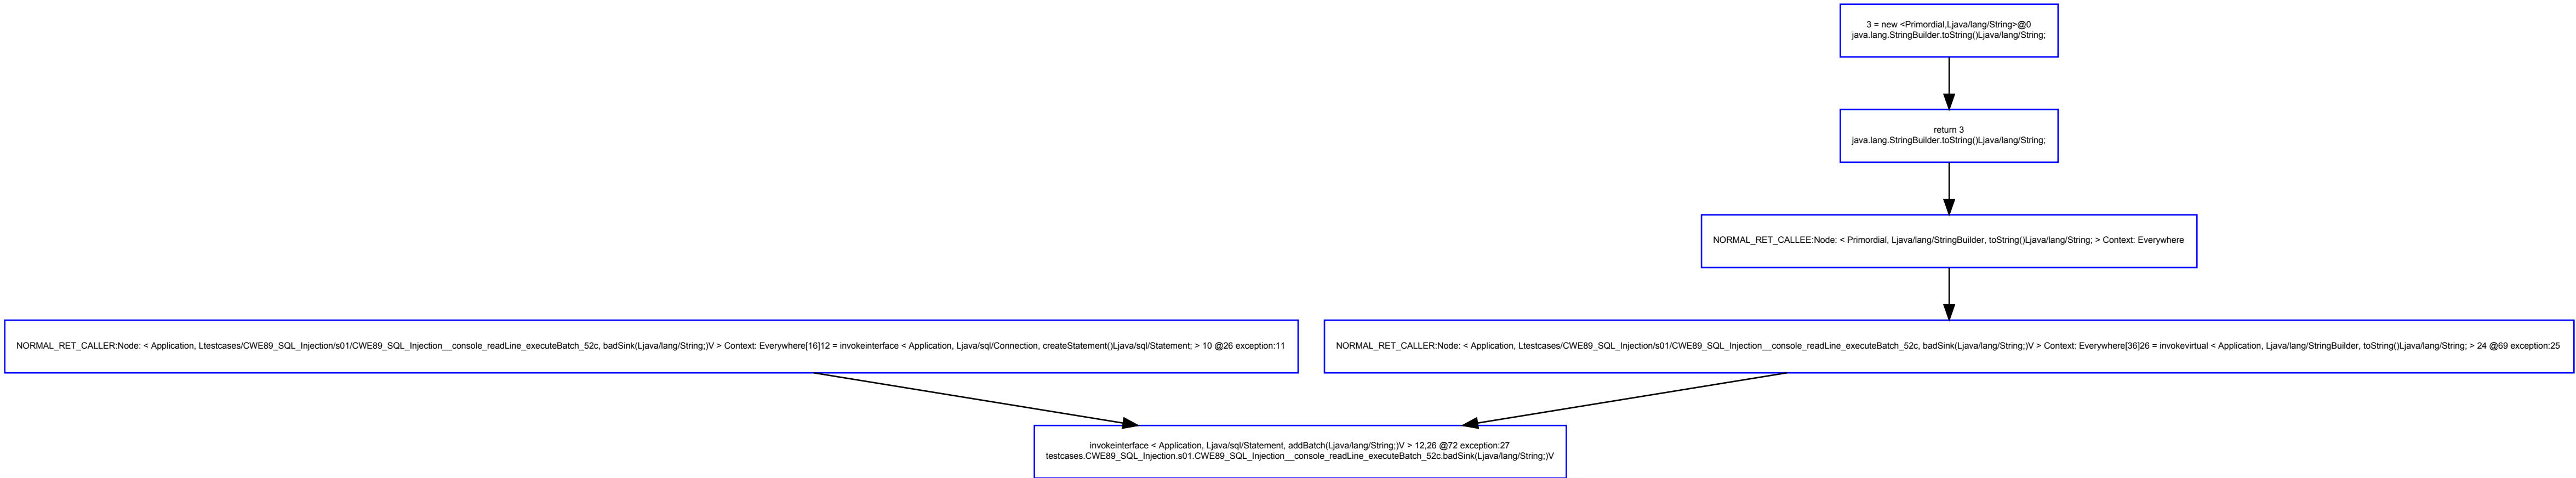 3 = new <Primordial,Ljava/lang/String>@0
java.lang.StringBuilder.toString()Ljava/lang/String;
return 3
java.lang.StringBuilder.toString()Ljava/lang/String;
NORMAL_RET_CALLEE:Node: < Primordial, Ljava/lang/StringBuilder, toString()Ljava/lang/String; > Context: Everywhere
NORMAL_RET_CALLER:Node: < Application, Ltestcases/CWE89_SQL_Injection/s01/CWE89_SQL_Injection__console_readLine_executeBatch_52c, badSink(Ljava/lang/String;)V > Context: Everywhere[16]12 = invokeinterface < Application, Ljava/sql/Connection, createStatement()Ljava/sql/Statement; > 10 @26 exception:11
NORMAL_RET_CALLER:Node: < Application, Ltestcases/CWE89_SQL_Injection/s01/CWE89_SQL_Injection__console_readLine_executeBatch_52c, badSink(Ljava/lang/String;)V > Context: Everywhere[36]26 = invokevirtual < Application, Ljava/lang/StringBuilder, toString()Ljava/lang/String; > 24 @69 exception:25
invokeinterface < Application, Ljava/sql/Statement, addBatch(Ljava/lang/String;)V > 12,26 @72 exception:27
testcases.CWE89_SQL_Injection.s01.CWE89_SQL_Injection__console_readLine_executeBatch_52c.badSink(Ljava/lang/String;)V